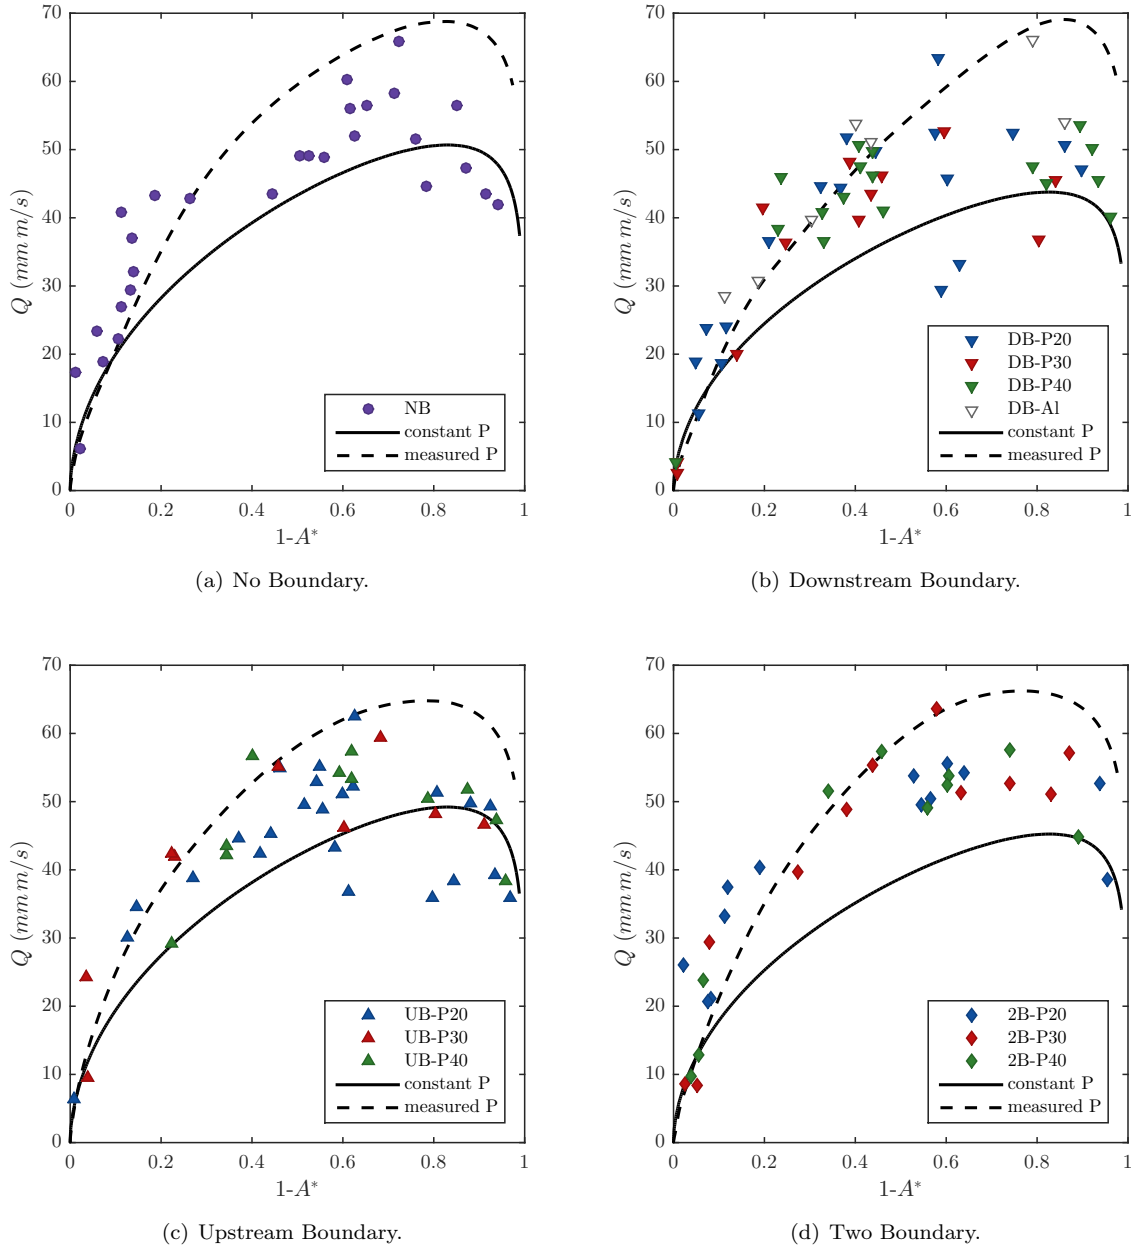 70
60
50
40
30
20
10
0
Q (mm m/s)
0 0.2 0.4 0.6 0.8 1
1-A*
NB
constant P
measured P
(a) No Boundary.
70
60
50
40
30
20
10
0
Q (mm m/s)
0 0.2 0.4 0.6 0.8 1
1-A*
DB-P20
DB-P30
DB-P40
DB-Al
constant P
measured P
(b) Downstream Boundary.
70
60
50
40
30
20
10
0
Q (mm m/s)
0 0.2 0.4 0.6 0.8 1
1-A*
UB-P20
UB-P30
UB-P40
constant P
measured P
(c) Upstream Boundary.
70
60
50
40
30
20
10
0
Q (mm m/s)
0 0.2 0.4 0.6 0.8 1
1-A*
2B-P20
2B-P30
2B-P40
constant P
measured P
(d) Two Boundary.